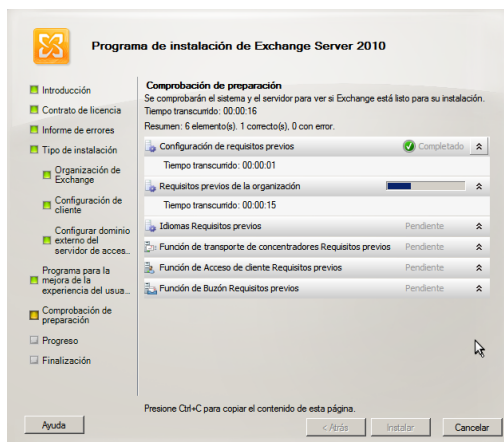 Programa de instalación de Exchange Server 2010
Introducción
Contrato de licencia
Informe de errores
Tipo de instalación
Organización de
Exchange
Configuración de
cliente
Configurar dominio
externo del
servidor de acces...
Programa para la
mejora de la
experiencia del usua...
Comprobación de
preparación
Progreso
Finalización
Comprobación de preparación
Se comprobarán el sistema y el servidor para ver si Exchange está listo para su instalación.
Tiempo transcurrido: 00:00:16
Resumen: 6 elemento(s). 1 correcto(s), 0 con error.
Configuración de requisitos previos Completado
Tiempo transcurrido: 00:00:01
Requisitos previos de la organización
Tiempo transcurrido: 00:00:15
Idiomas Requisitos previos Pendiente
Función de transporte de concentradores Requisitos previos Pendiente
Función de Acceso de cliente Requisitos previos Pendiente
Función de Buzón Requisitos previos Pendiente
Presione Ctrl+C para copiar el contenido de esta página.
Ayuda < Atrás Instalar Cancelar